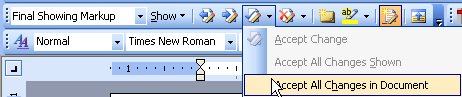 Final Showing Markup Show
Accept Change
Normal Times New Roman
Accept All Changes Shown
1
Accept All Changes in Document